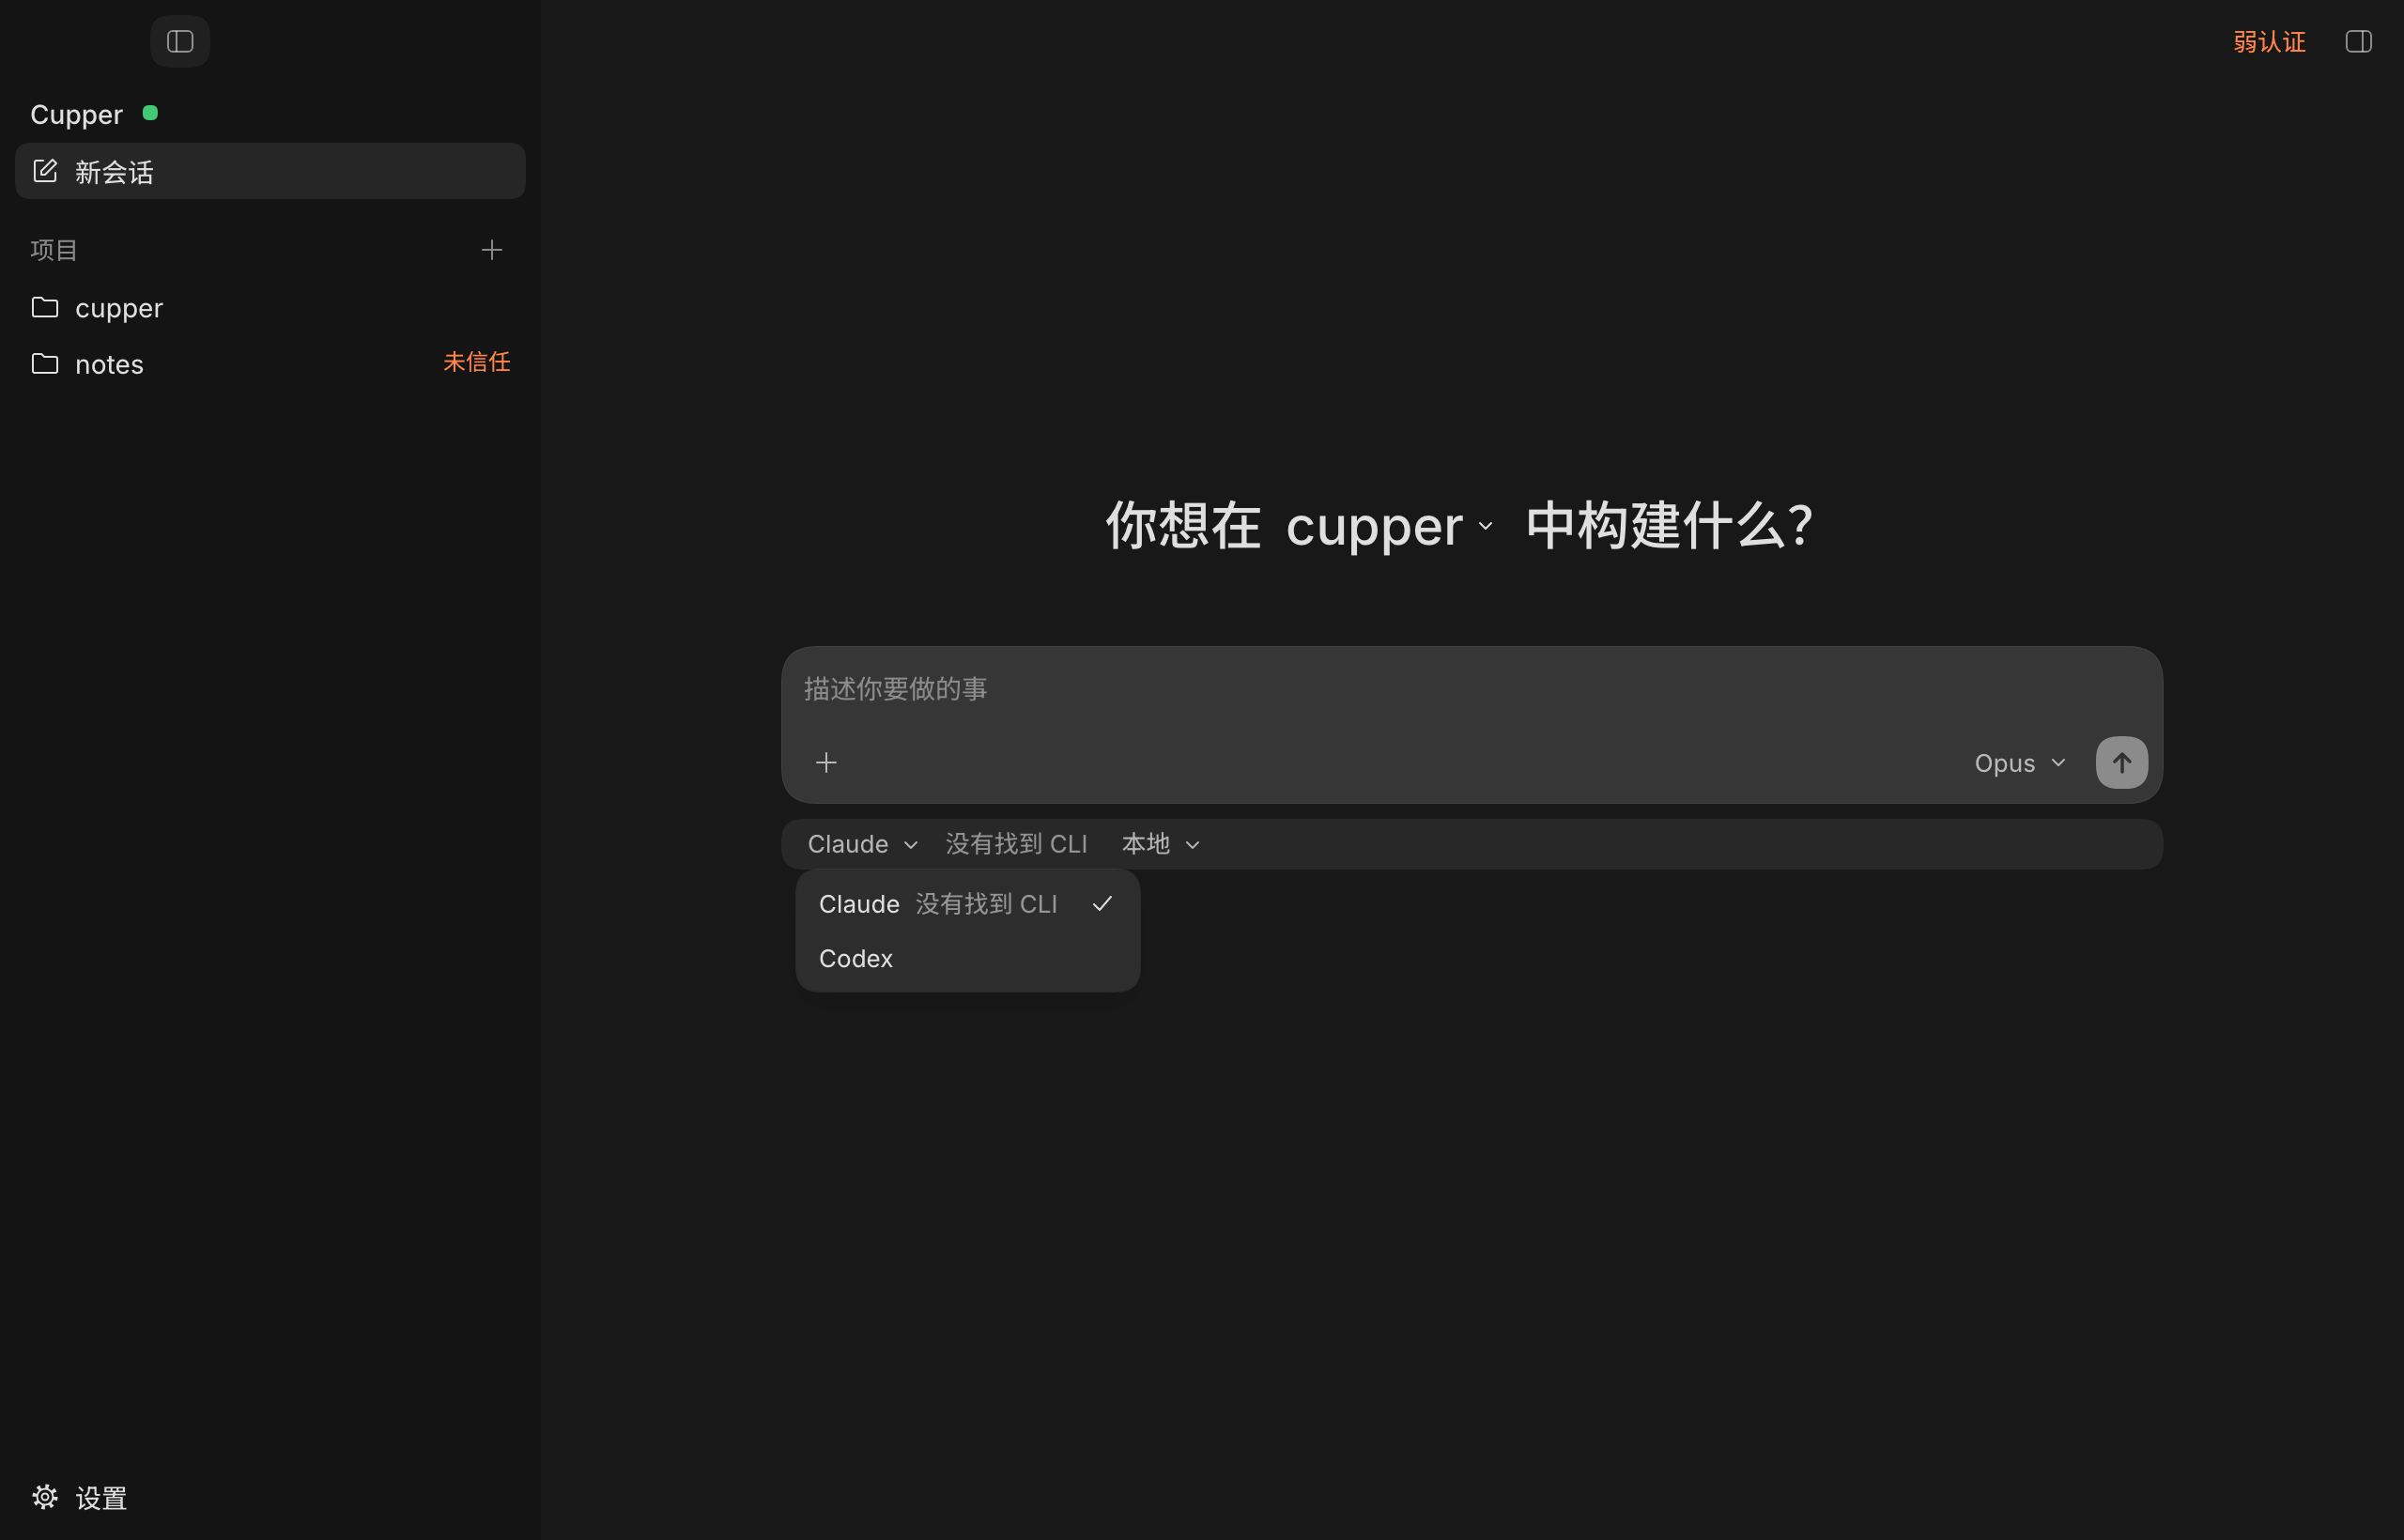 弱认证
Cupper
新会话
项目
cupper
notes 未信任
设置
你想在 cupper 中构建什么？
描述你要做的事
Opus
Claude 没有找到 CLI 本地
Claude 没有找到 CLI
Codex